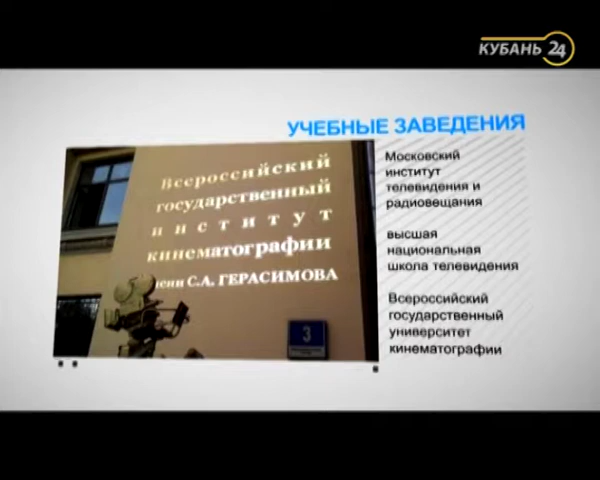 КУБАНЬ 24
УЧЕБНЫЕ ЗАВЕДЕНИЯ
Всероссийский
государственный
институт
кинематографии
имени С.А. ГЕРАСИМОВА
3
Московский
институт
телевидения и
радиовещания
высшая
национальная
школа телевидения
Всероссийский
государственный
университет
кинематографии